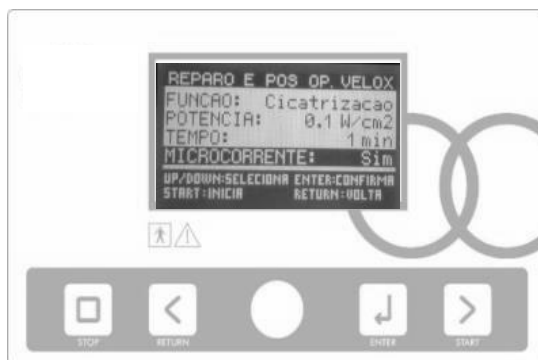 REPARO E POS OP. VELOX
FUNCAO: Cicatrizacao
POTENCIA: 0.1 W/cm2
TEMPO: 1 min
MICROCORRENTE: Sim
UP/DOWN:SELECIONA ENTER:CONFIRMA
START:INICIA RETURN:VOLTA
STOP RETURN ENTER START